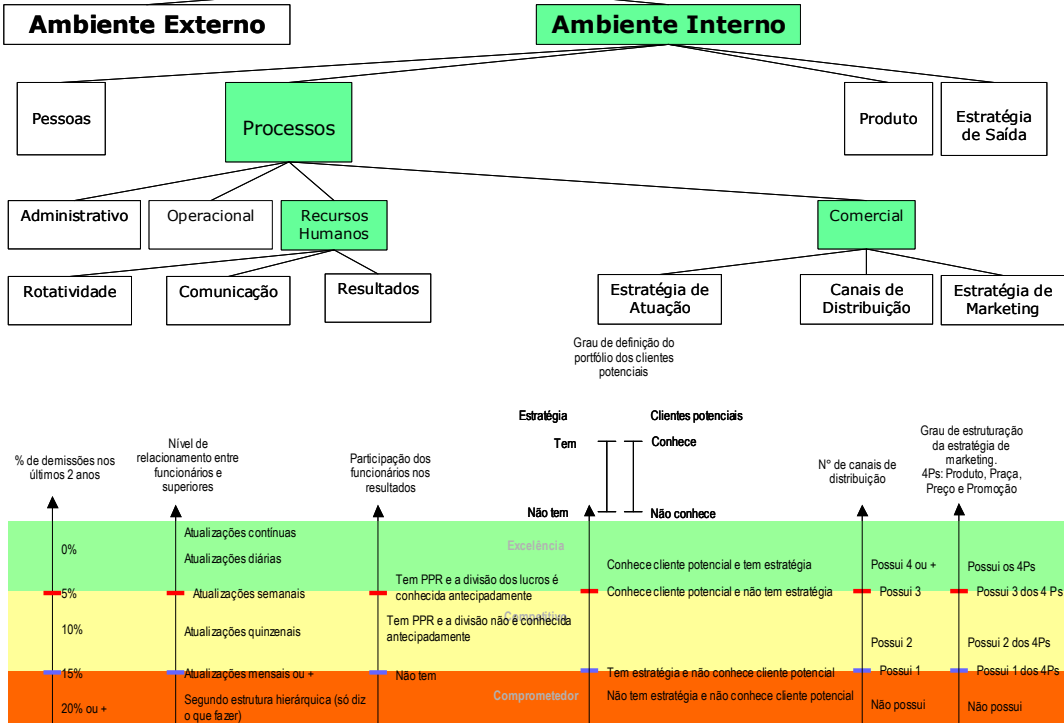 Ambiente Externo
Ambiente Interno
Pessoas
Processos
Produto
Estratégia
de Saída
Administrativo
Operacional
Recursos
Humanos
Comercial
Rotatividade
Comunicação
Resultados
Estratégia de
Atuação
Canais de
Distribuição
Estratégia de
Marketing
Grau de definição do
portfólio dos clientes
potenciais
Estratégia
Clientes potenciais
Tem
Conhece
Não tem
Não conhece
% de demissões nos
últimos 2 anos
Nível de
relacionamento entre
funcionários e
superiores
Participação dos
funcionários nos
resultados
N° de canais de
distribuição
Grau de estruturação
da estratégia de
marketing.
4Ps: Produto, Praça,
Preço e Promoção
0%
5%
10%
15%
20% ou +
Atualizações contínuas
Atualizações diárias
Atualizações semanais
Atualizações quinzenais
Atualizações mensais ou +
Segundo estrutura hierárquica (só diz
o que fazer)
Tem PPR e a divisão dos lucros é
conhecida antecipadamente
Tem PPR e a divisão não é conhecida
antecipadamente
Não tem
Excelência
Competitivo
Comprometedor
Conhece cliente potencial e tem estratégia
Conhece cliente potencial e não tem estratégia
Tem estratégia e não conhece cliente potencial
Não tem estratégia e não conhece cliente potencial
Possui 4 ou +
Possui 3
Possui 2
Possui 1
Não possui
Possui os 4Ps
Possui 3 dos 4 Ps
Possui 2 dos 4Ps
Possui 1 dos 4Ps
Não possui